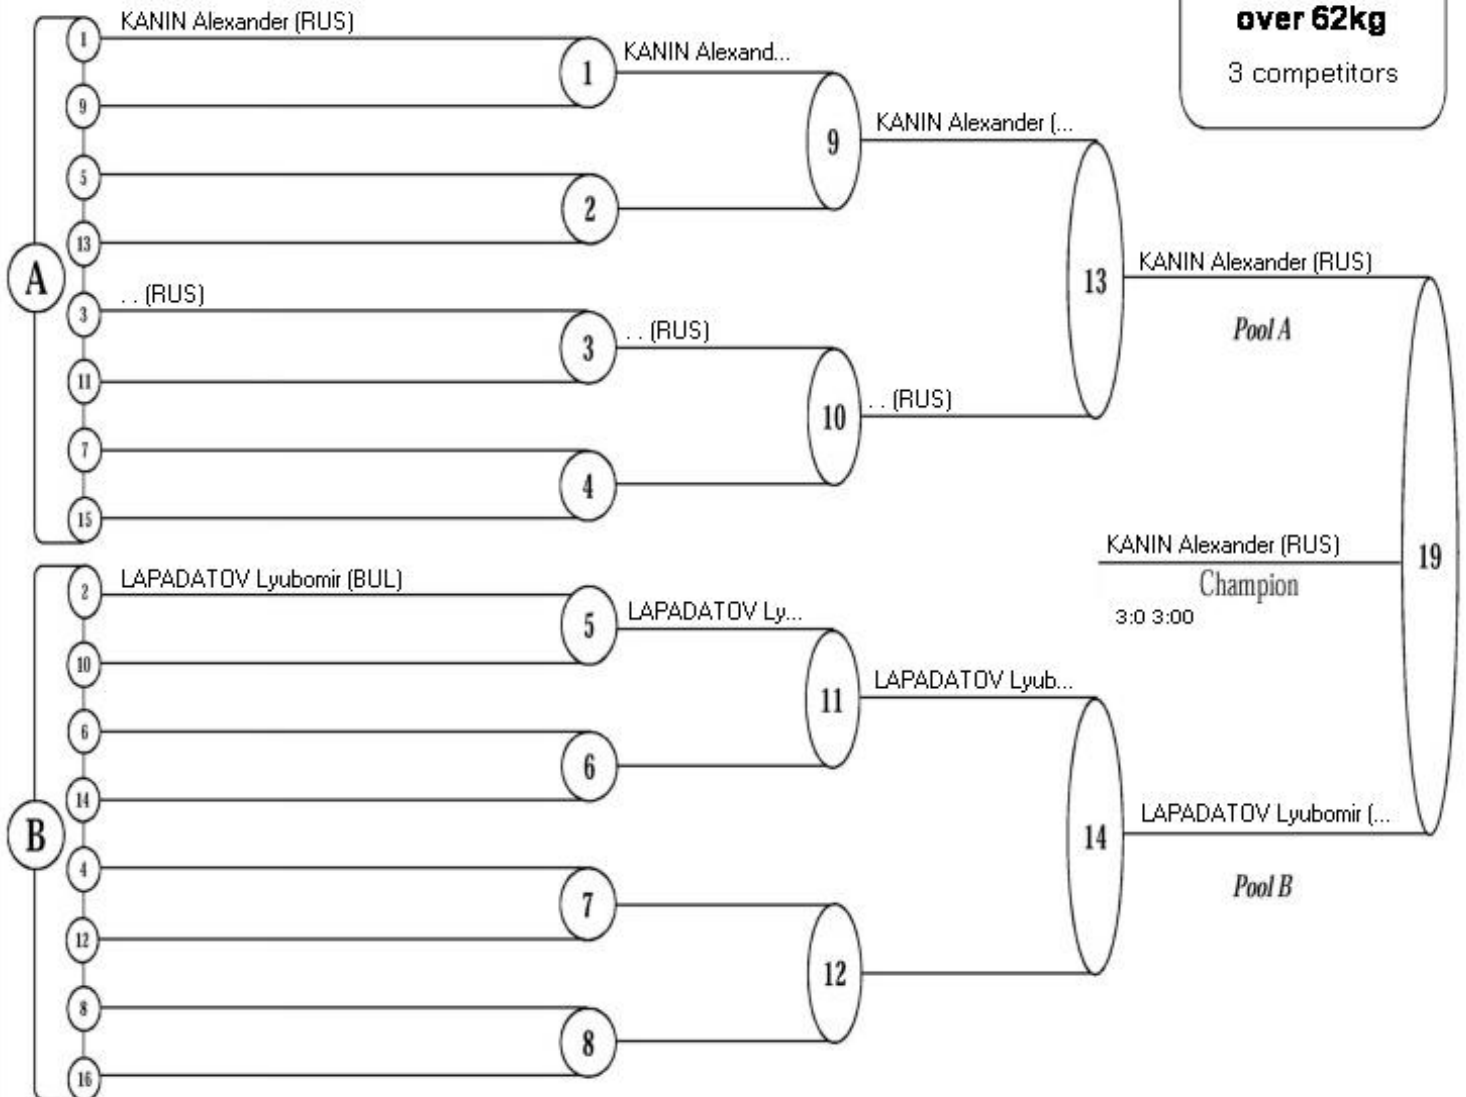 over 62kg
3 competitors
KANIN Alexander (RUS)
1
9
5
13
A
. . (RUS)
3
11
7
15
1
2
3
4
KANIN Alexand...
. . (RUS)
9
10
KANIN Alexander (...
. . (RUS)
13
KANIN Alexander (RUS)
Pool A
LAPADATOV Lyubomir (BUL)
2
10
6
14
B
4
12
8
16
5
6
7
8
LAPADATOV Ly...
11
12
LAPADATOV Lyub...
14
LAPADATOV Lyubomir (...
Pool B
KANIN Alexander (RUS)
Champion
3:0 3:00
19